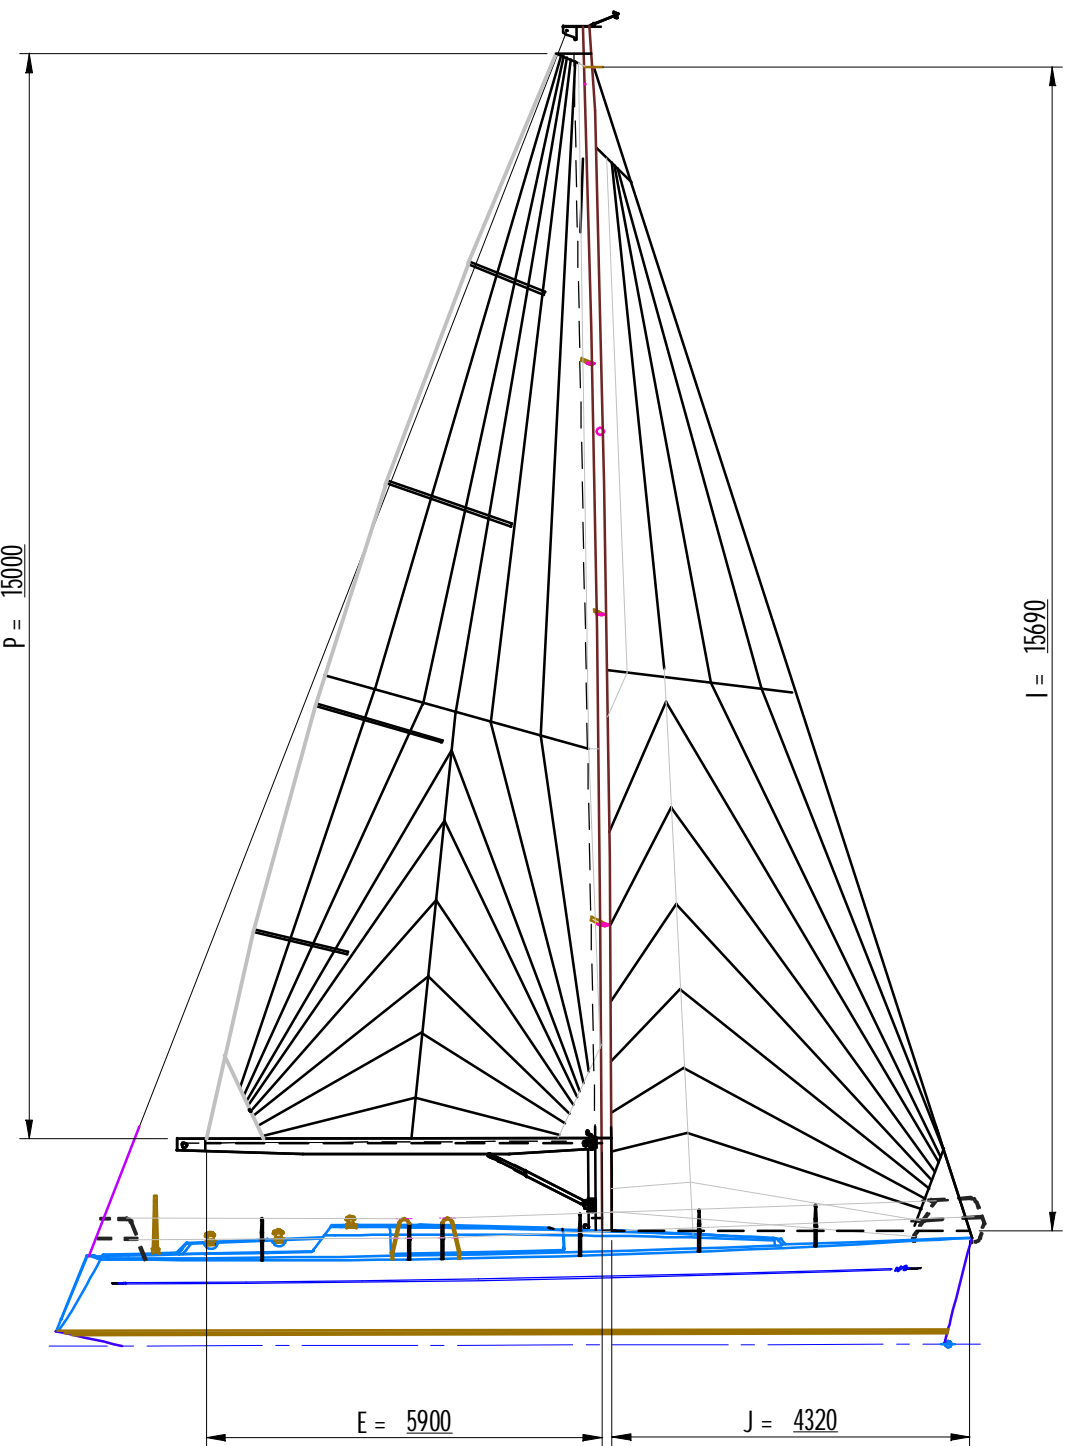 P = 15000
I = 15690
E = 5900
J = 4320